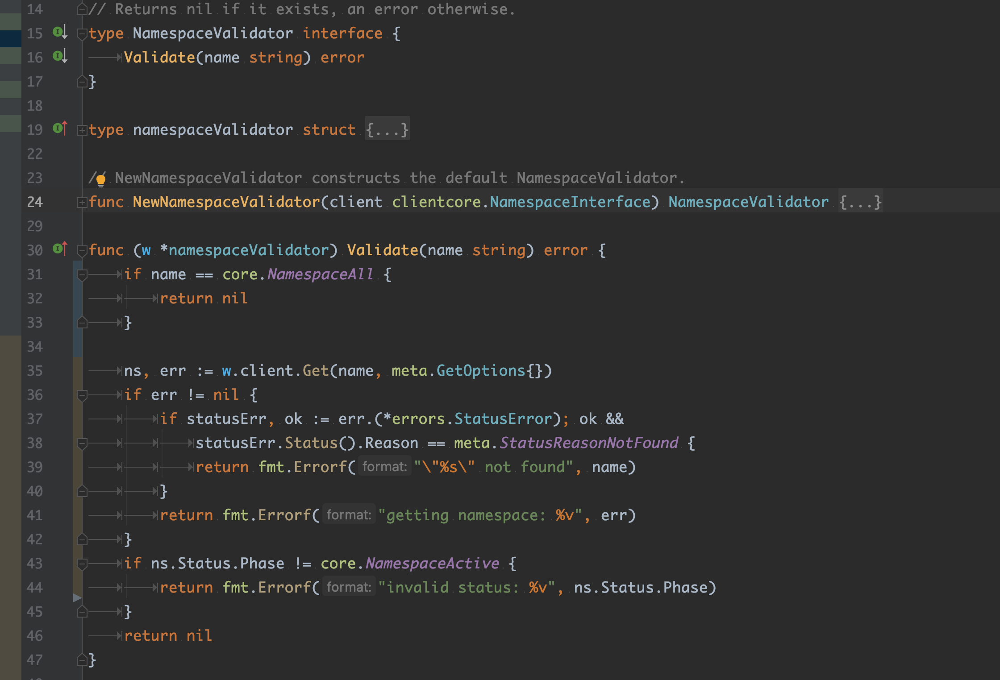 14 // Returns nil if it exists, an error otherwise.
15 type NamespaceValidator interface {
16 Validate(name string) error
17 }
18
19 type namespaceValidator struct {...}
22
23 // NewNamespaceValidator constructs the default NamespaceValidator.
24 func NewNamespaceValidator(client clientcore.NamespaceInterface) NamespaceValidator {...}
29
30 func (w *namespaceValidator) Validate(name string) error {
31 if name == core.NamespaceAll {
32 return nil
33 }
34
35 ns, err := w.client.Get(name, meta.GetOptions{})
36 if err != nil {
37 if statusErr, ok := err.(*errors.StatusError); ok &&
38 statusErr.Status().Reason == meta.StatusReasonNotFound {
39 return fmt.Errorf( format: "\"%s\" not found", name)
40 }
41 return fmt.Errorf( format: "getting namespace: %v", err)
42 }
43 if ns.Status.Phase != core.NamespaceActive {
44 return fmt.Errorf( format: "invalid status: %v", ns.Status.Phase)
45 }
46 return nil
47 }